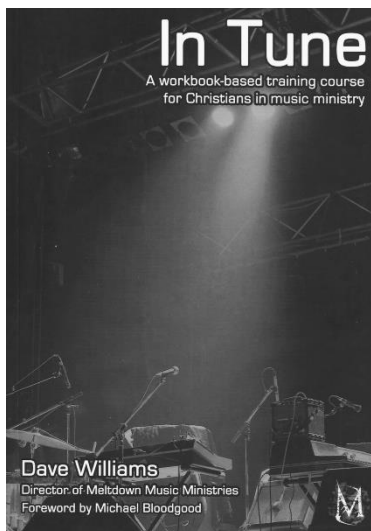 In Tune
A workbook-based training course
for Christians in music ministry
Dave Williams
Director of Meltdown Music Ministries
Foreword by Michael Bloodgood
M